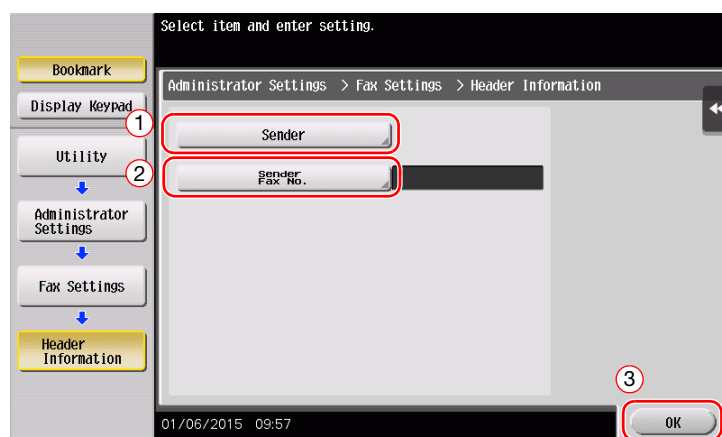 Select item and enter setting.
Bookmark
Display Keypad
Administrator Settings > Fax Settings > Header Information
1
Sender
Utility
2
Sender
Fax No.
Administrator
Settings
Fax Settings
Header
Information
3
01/06/2015 09:57
OK